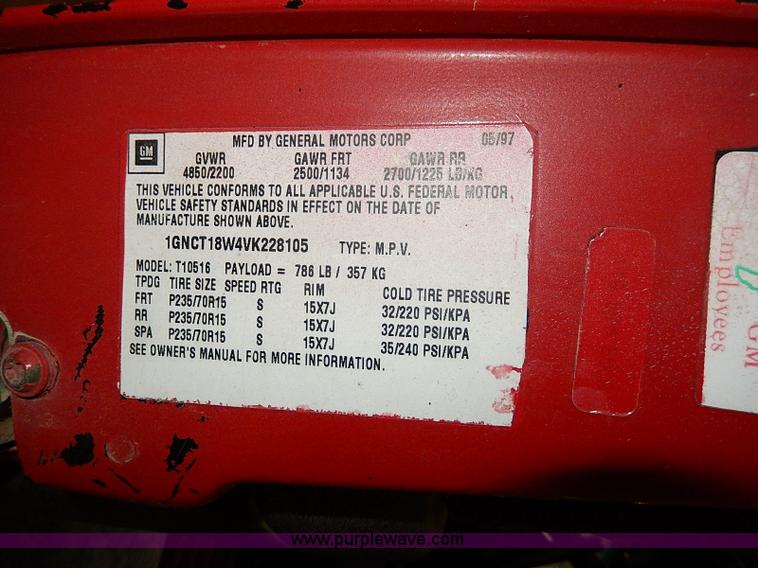 GM MFD BY GENERAL MOTORS CORP 05/97
GVWR GAWR FRT GAWR RR
4850/2200 2500/1134 2700/1225 LB/KG
THIS VEHICLE CONFORMS TO ALL APPLICABLE U.S. FEDERAL MOTOR
VEHICLE SAFETY STANDARDS IN EFFECT ON THE DATE OF
MANUFACTURE SHOWN ABOVE.
1GNCT18W4VK228105 TYPE: M.P.V.
MODEL: T10516 PAYLOAD = 786 LB / 357 KG
TPDG TIRE SIZE SPEED RTG RIM COLD TIRE PRESSURE
FRT P235/70R15 S 15X7J 32/220 PSI/KPA
RR P235/70R15 S 15X7J 32/220 PSI/KPA
SPA P235/70R15 S 15X7J 35/240 PSI/KPA
SEE OWNER'S MANUAL FOR MORE INFORMATION.
GM
Employees
www.purplewave.com